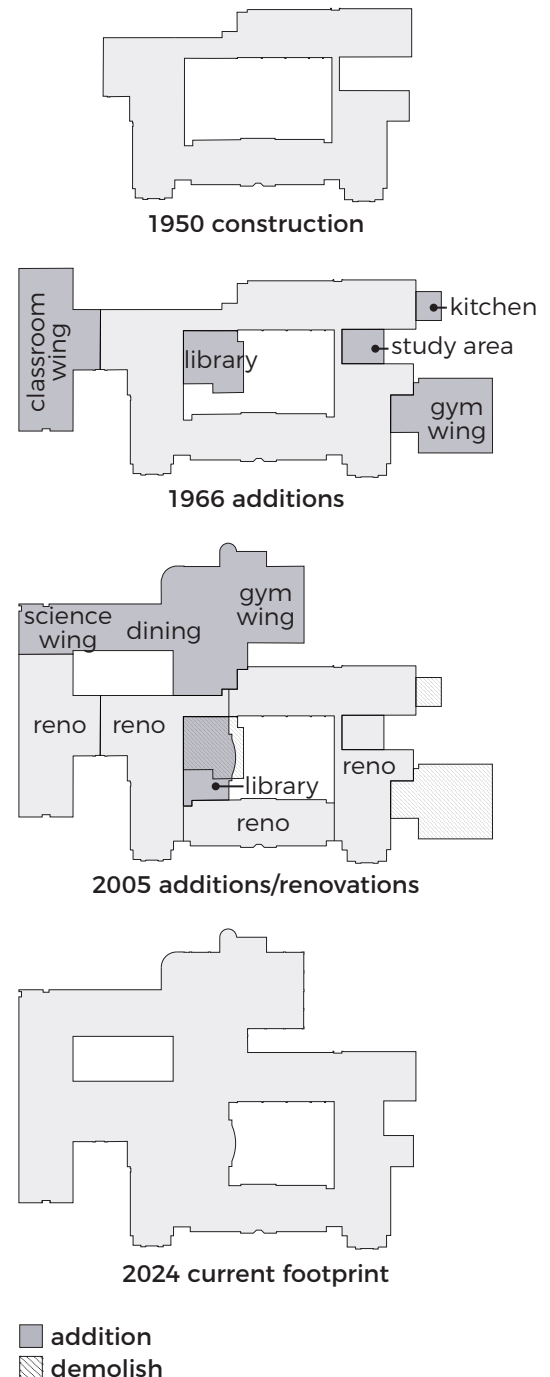 1950 construction
classroom
wing
library
kitchen
study area
gym
wing
1966 additions
science
wing
dining
gym
wing
reno
reno
library
reno
reno
2005 additions/renovations
2024 current footprint
addition
demolish